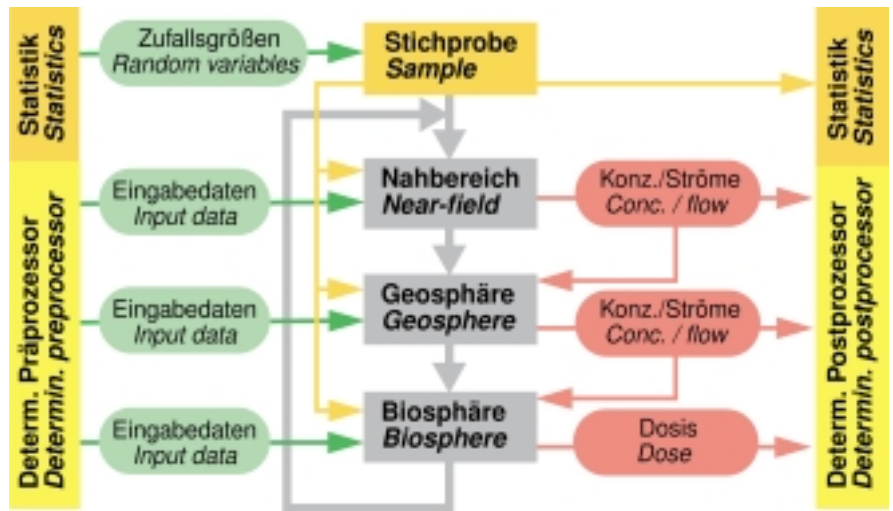 Statistik
Statistics
Zufallsgrößen
Random variables
Stichprobe
Sample
Statistik
Statistics
Determ. Präprozessor
Determin. preprocessor
Eingabedaten
Input data
Nahbereich
Near-field
Konz./Ströme
Conc. / flow
Eingabedaten
Input data
Geosphäre
Geosphere
Konz./Ströme
Conc. / flow
Eingabedaten
Input data
Biosphäre
Biosphere
Dosis
Dose
Determ. Postprozessor
Determin. postprocessor